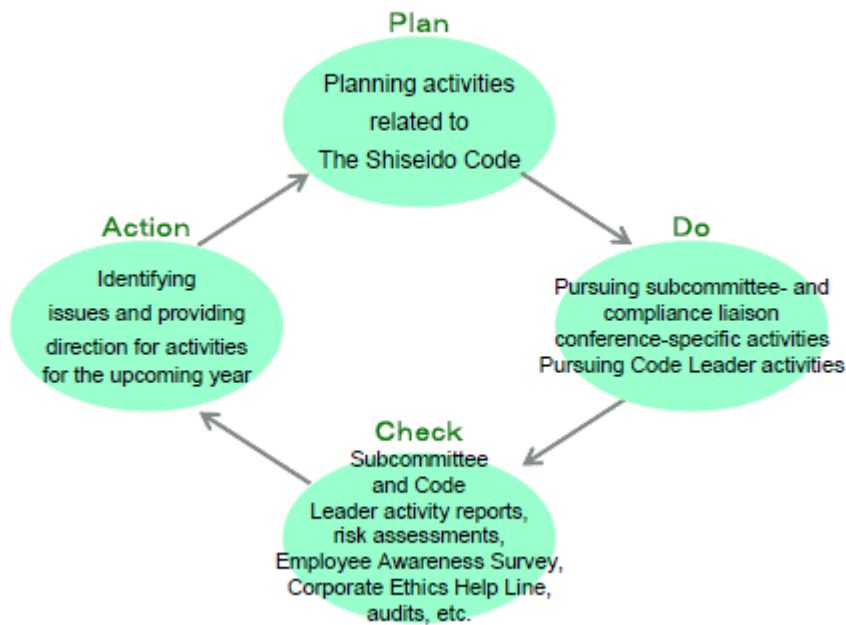 Plan
Planning activities
related to
The Shiseido Code
Do
Pursuing subcommittee- and
compliance liaison
conference-specific activities
Pursuing Code Leader activities
Check
Subcommittee
and Code
Leader activity reports,
risk assessments,
Employee Awareness Survey,
Corporate Ethics Help Line,
audits, etc.
Action
Identifying
issues and providing
direction for activities
for the upcoming year